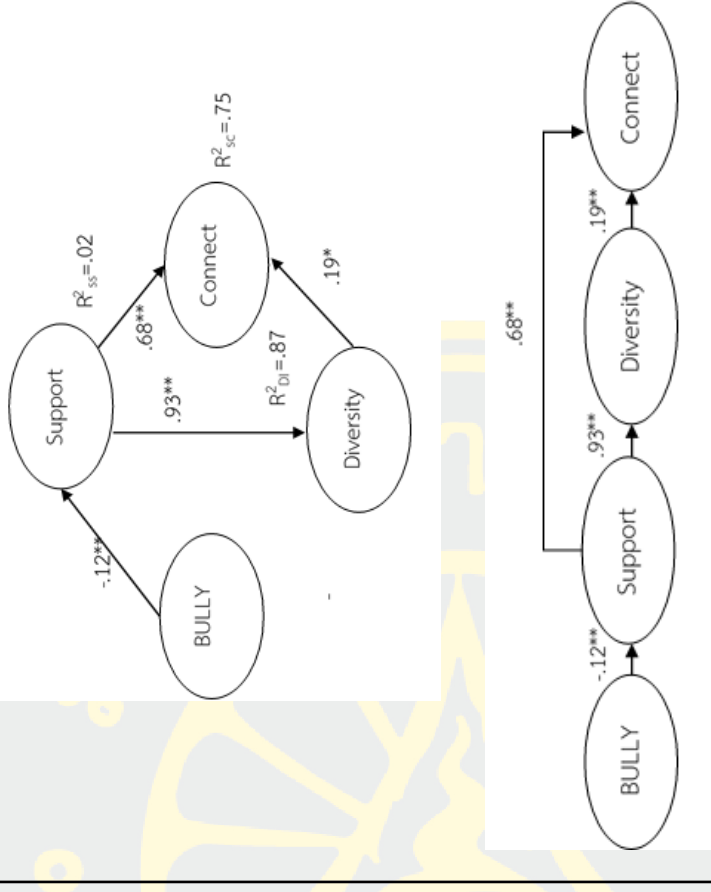 Support
R²ss=.02
-.12**
.68**
.93**
BULLY
Connect
R²sc=.75
R²DI=.87
.19*
Diversity
-
.68**
BULLY
-.12**
Support
.93**
Diversity
.19**
Connect